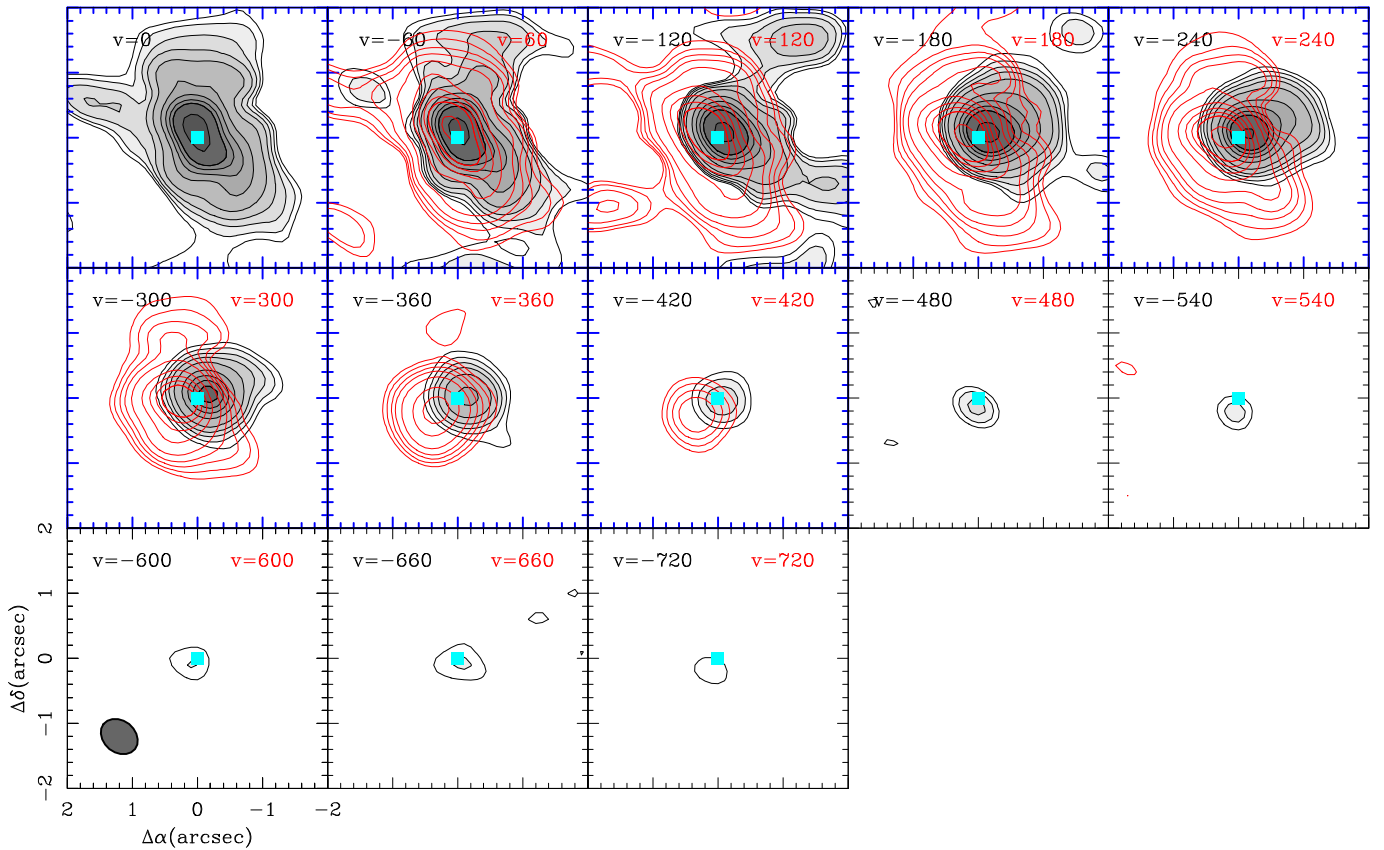 v=0
v=−60 v=60
v=−120 v=120
v=−180 v=180
v=−240 v=240
v=−300 v=300
v=−360 v=360
v=−420 v=420
v=−480 v=480
v=−540 v=540
v=−600 v=600
v=−660 v=660
v=−720 v=720
2
1
0
−1
−2
Δδ(arcsec)
2 1 0 −1 −2
Δα(arcsec)